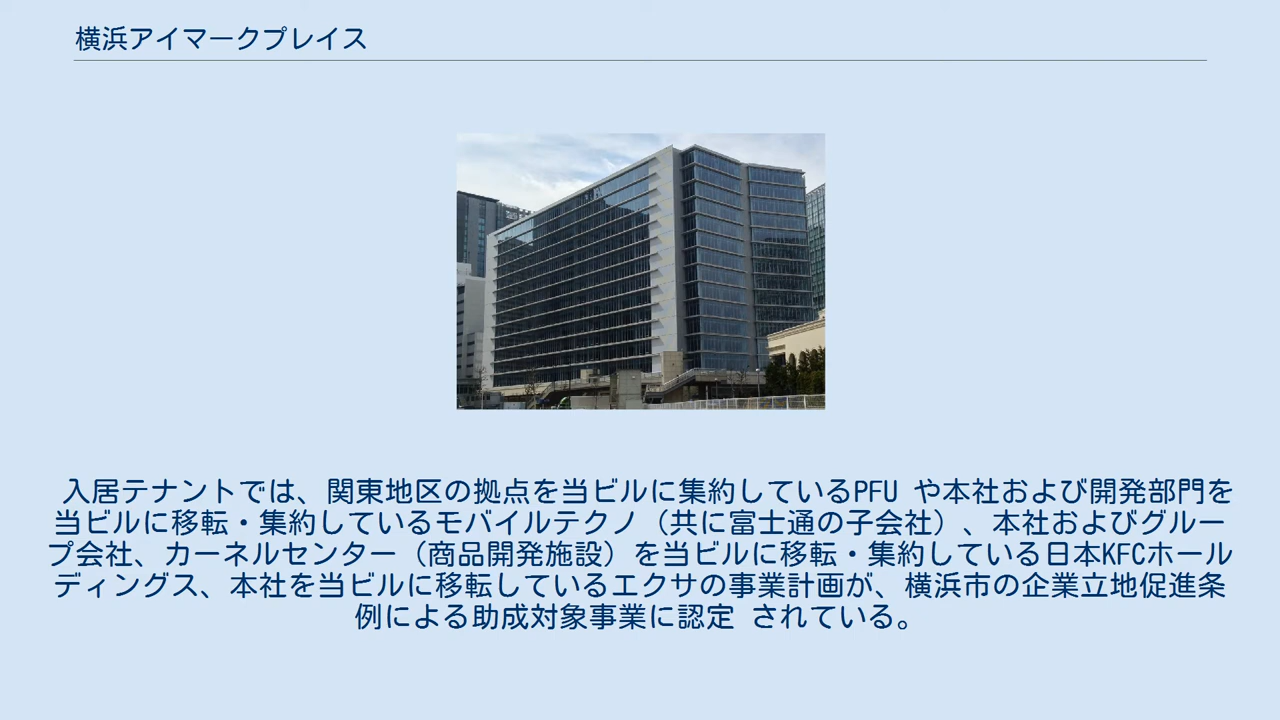 横浜アイマークプレイス
入居テナントでは、関東地区の拠点を当ビルに集約しているPFU や本社および開発部門を
当ビルに移転・集約しているモバイルテクノ（共に富士通の子会社）、本社およびグルー
プ会社、カーネルセンター（商品開発施設）を当ビルに移転・集約している日本KFCホール
ディングス、本社を当ビルに移転しているエクサの事業計画が、横浜市の企業立地促進条
例による助成対象事業に認定 されている。